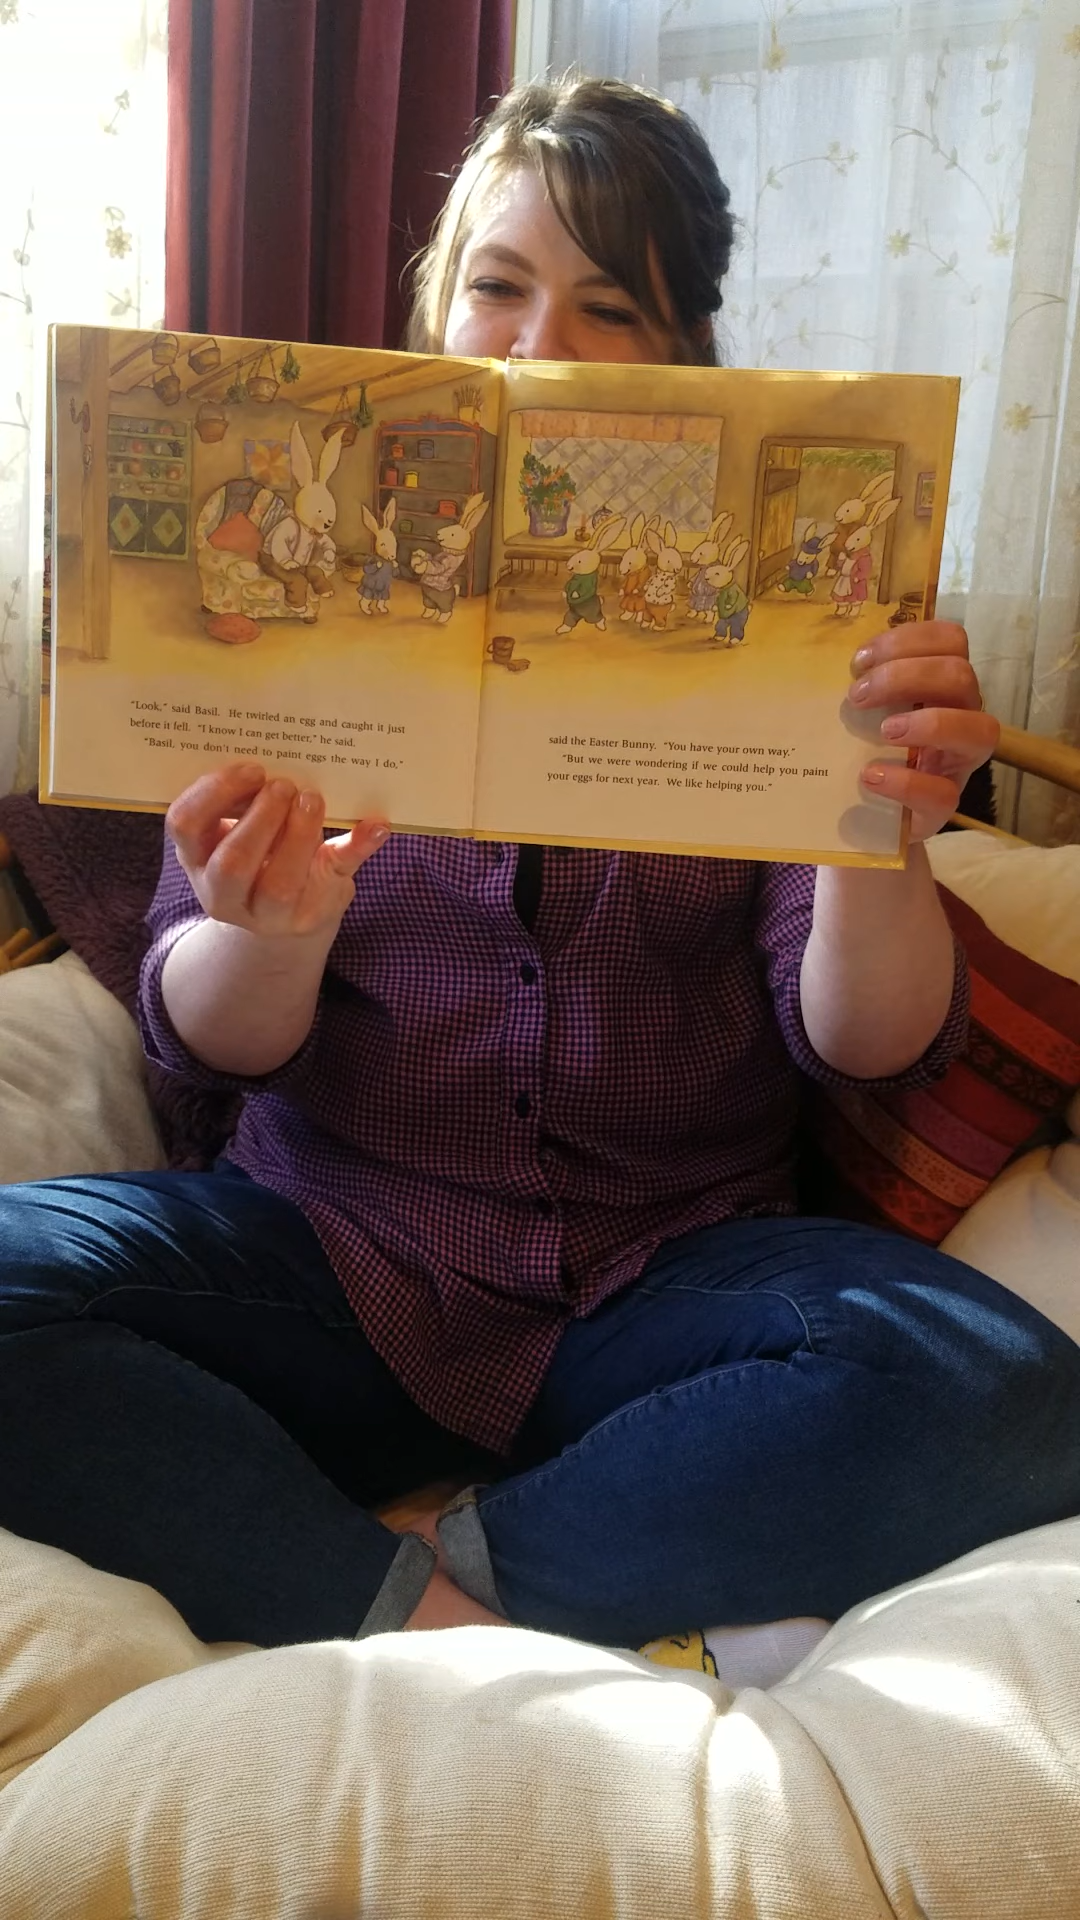 "Look," said Basil. He twirled an egg and caught it just
before it fell. "I know I can get better," he said.
"Basil, you don't need to paint eggs the way I do,"
said the Easter Bunny. "You have your own way."
"But we were wondering if we could help you paint
your eggs for next year. We like helping you."